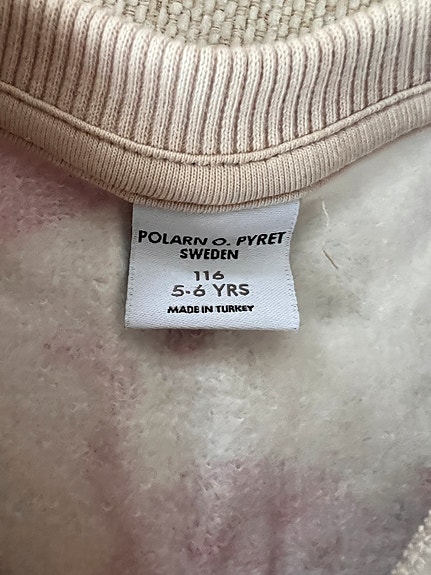 POLARN O. PYRET
SWEDEN
116
5-6 YRS
MADE IN TURKEY